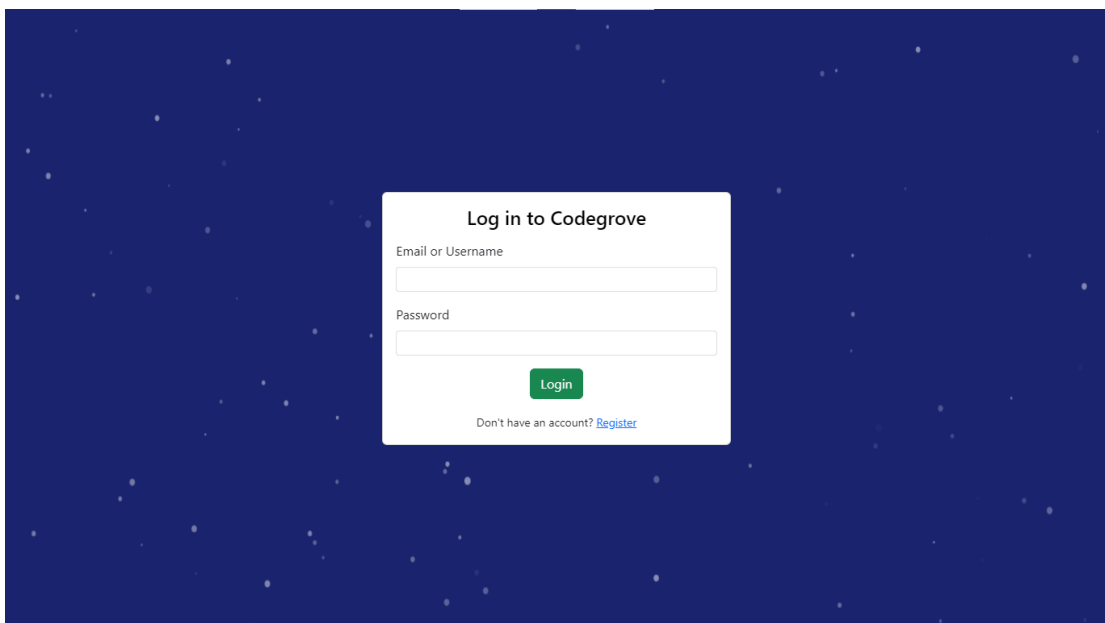 Log in to Codegrove
Email or Username
Password
Login
Don't have an account? Register